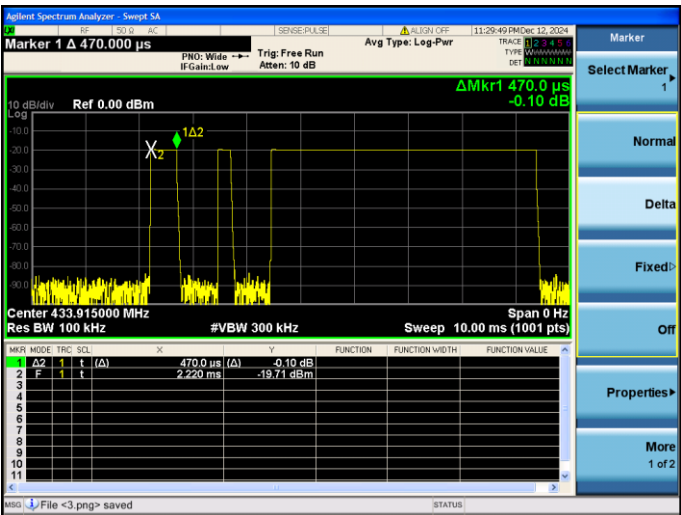 Agilent Spectrum Analyzer - Swept SA
RF 50 Ω AC SENSE:PULSE ALIGN OFF 11:29:49 PM Dec 12, 2024
Marker 1 Δ 470.000 µs
PNO: Wide
IFGain:Low
Trig: Free Run
Atten: 10 dB
Avg Type: Log-Pwr
TRACE 1 2 3 4 5 6
TYPE W
DET N N N N N N
ΔMkr1 470.0 µs
-0.10 dB
10 dB/div Ref 0.00 dBm
Log
-10.0
-20.0
-30.0
-40.0
-50.0
-60.0
-70.0
-80.0
-90.0
1Δ2
X2
Center 433.915000 MHz Span 0 Hz
Res BW 100 kHz #VBW 300 kHz Sweep 10.00 ms (1001 pts)
MKR MODE TRC SCL X Y FUNCTION FUNCTION WIDTH FUNCTION VALUE
1 Δ2 1 t (Δ) 470.0 µs (Δ) -0.10 dB
2 F 1 t 2.220 ms -19.71 dBm
3
4
5
6
7
8
9
10
11
MSG File <3.png> saved STATUS
Marker
Select Marker
1
Normal
Delta
Fixed
Off
Properties
More
1 of 2